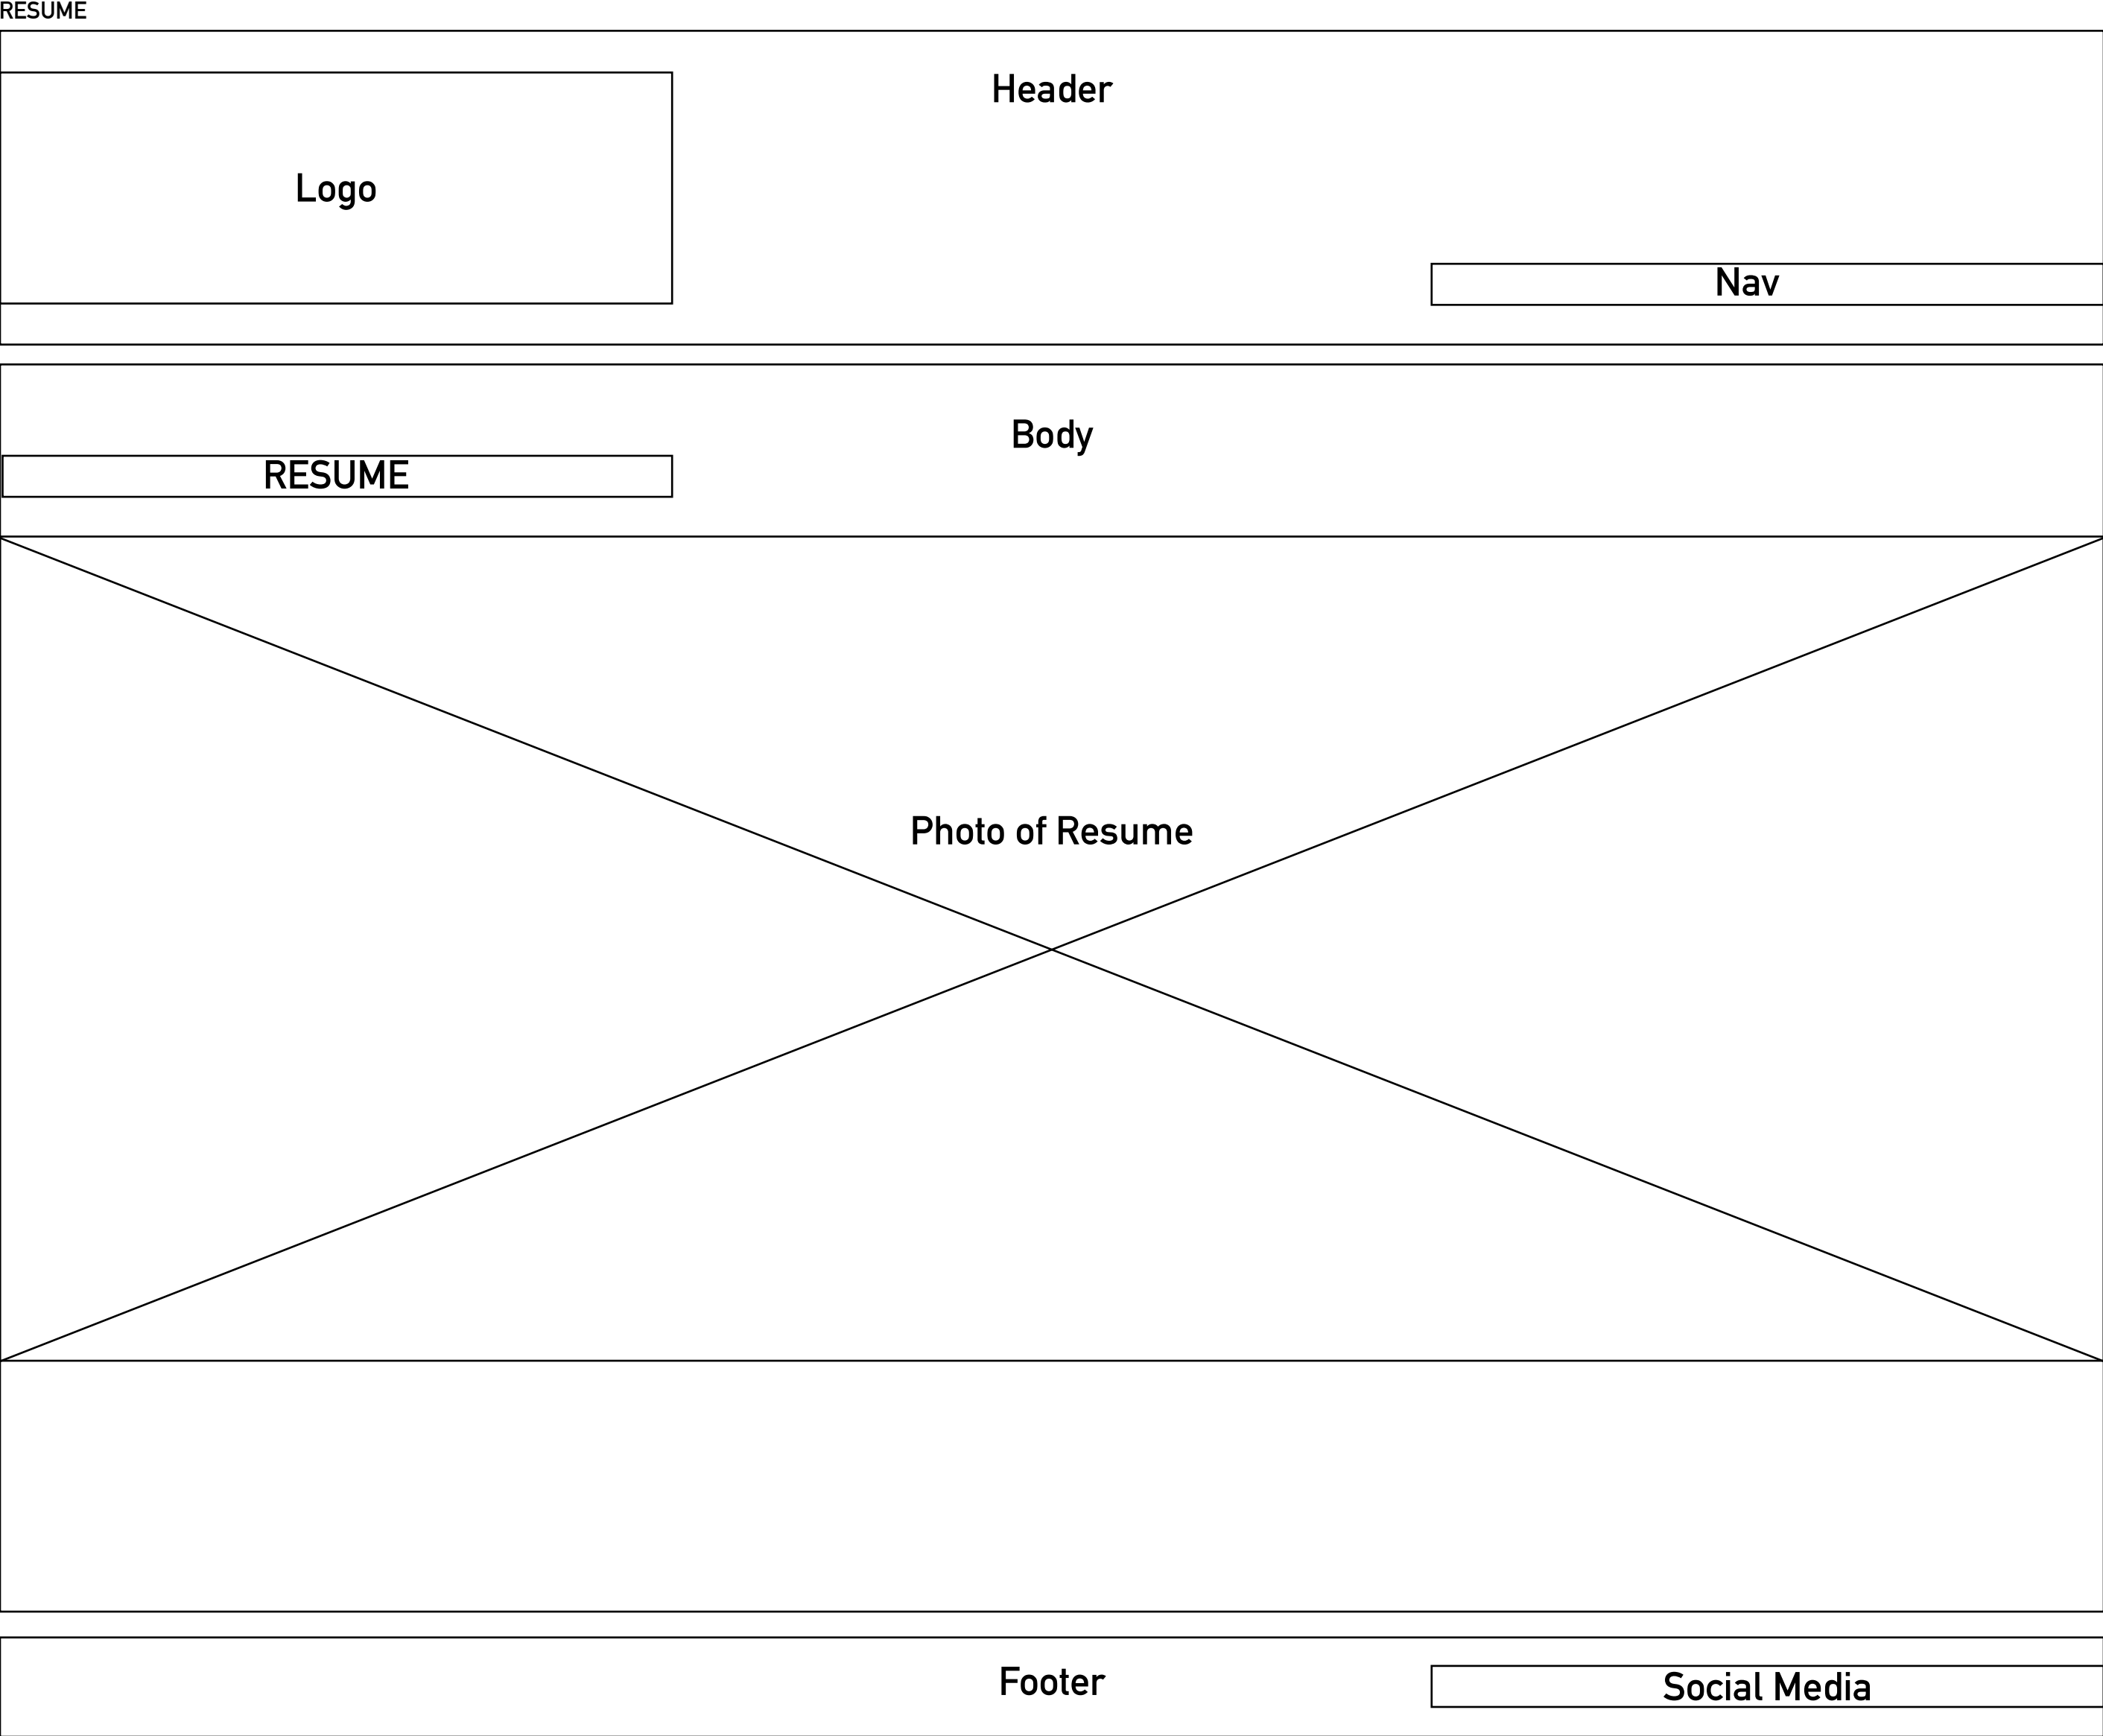 RESUME
Header
Logo
Nav
Body
RESUME
Photo of Resume
Footer
Social Media